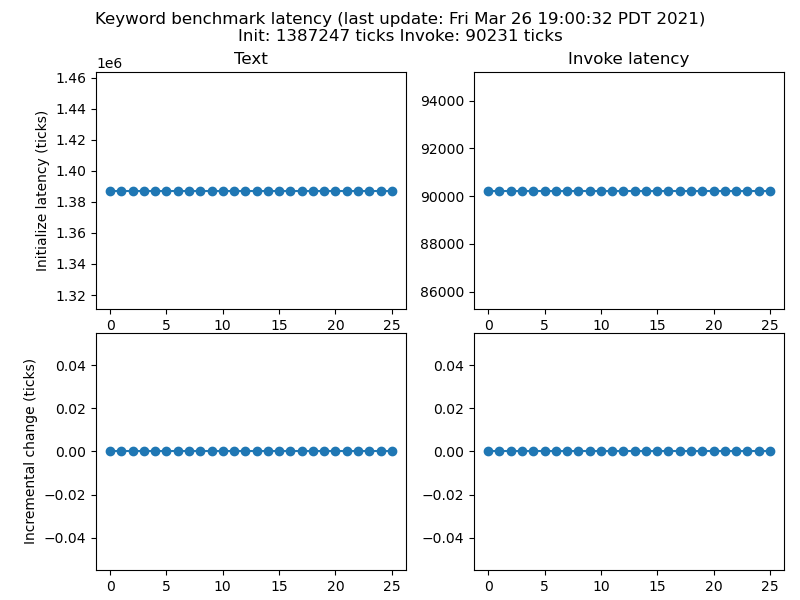 Keyword benchmark latency (last update: Fri Mar 26 19:00:32 PDT 2021)
Init: 1387247 ticks Invoke: 90231 ticks
Text
1e6
Initialize latency (ticks)
1.46
1.44
1.42
1.40
1.38
1.36
1.34
1.32
0 5 10 15 20 25
Invoke latency
94000
92000
90000
88000
86000
0 5 10 15 20 25
Incremental change (ticks)
0.04
0.02
0.00
−0.02
−0.04
0 5 10 15 20 25
0.04
0.02
0.00
−0.02
−0.04
0 5 10 15 20 25